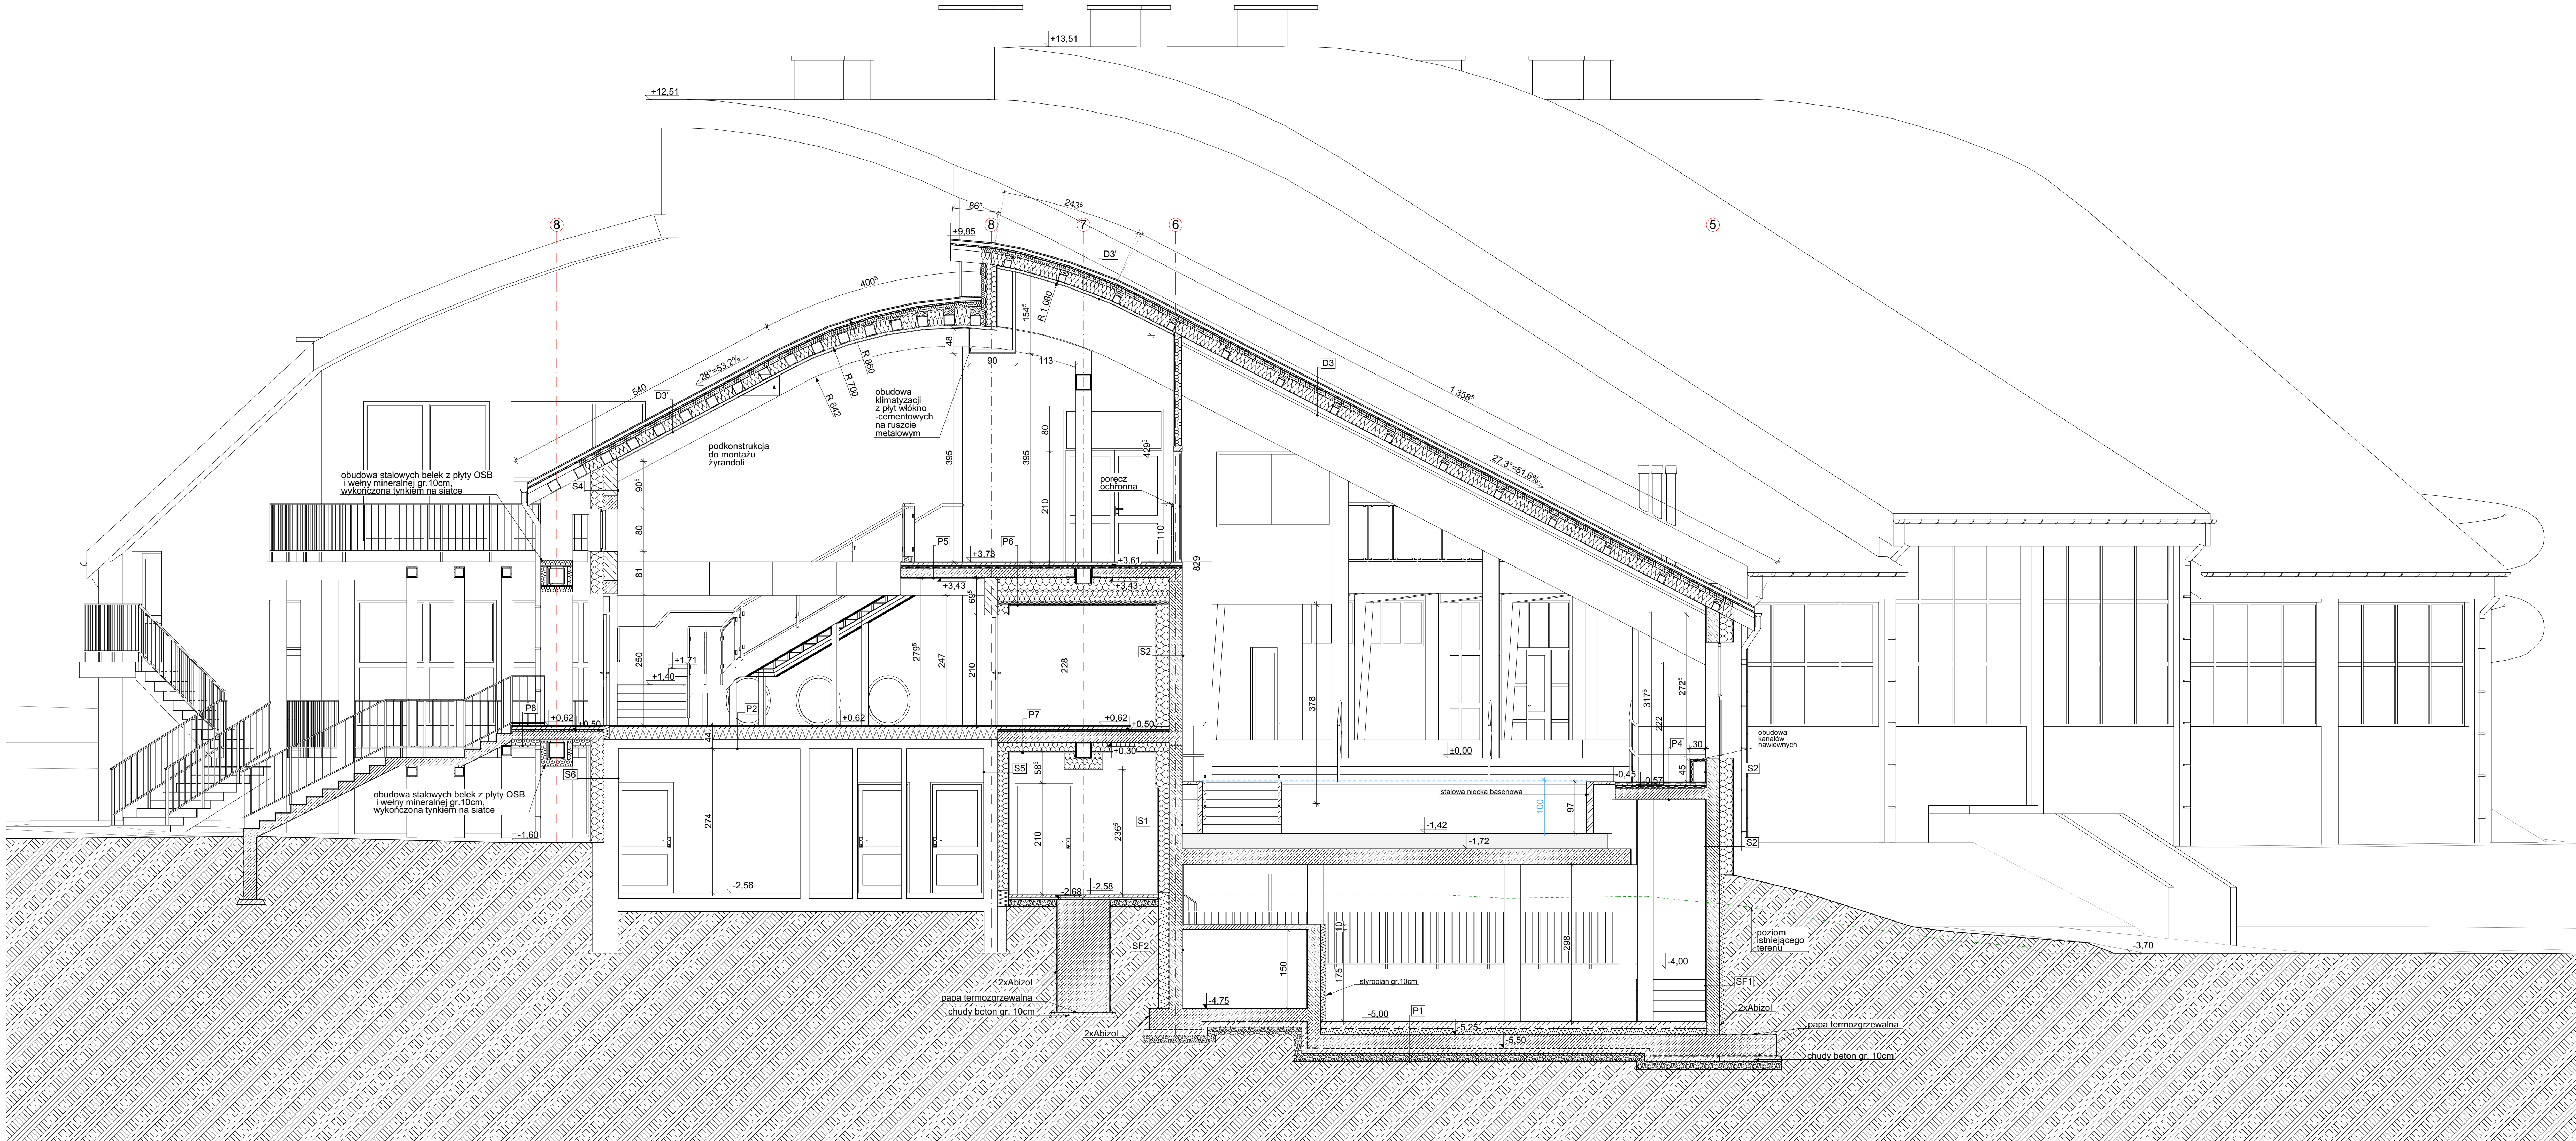 +13,51
+12,51
86⁵
243⁵
8
8
7
6
5
+9,85
D3'
400⁵
154⁵
R 1 080
48
R 860
R 700
R 642
28°=53,2%
540
D3'
90
113
D3
1 358⁵
27,3°=51,6%
obudowa
klimatyzacji
z płyt włókno
-cementowych
na ruszcie
metalowym
podkonstrukcja
do montażu
żyrandoli
obudowa stalowych belek z płyty OSB
i wełny mineralnej gr.10cm,
wykończona tynkiem na siatce
S4
90⁵
80
81
250
395
395
80
210
429⁵
poręcz
ochronna
110
829
P5
P6
+3,73
+3,61
+3,43
+3,43
69⁵
279⁵
247
210
228
S2
378
+1,71
+1,40
P8
+0,62
+0,50
P2
+0,62
P7
+0,62
+0,50
+0,30
44
58⁵
±0,00
317⁵
272⁵
222
P4
30
obudowa
kanałów
nawiewnych
45
S2
-0,45
-0,57
stalowa niecka basenowa
100
97
S6
S5
obudowa stalowych belek z płyty OSB
i wełny mineralnej gr.10cm,
wykończona tynkiem na siatce
-1,60
274
210
236⁵
S1
-1,42
-1,72
S2
-2,56
-2,68
-2,58
SF2
10
150
175
298
poziom
istniejącego
terenu
-3,70
-4,00
SF1
2xAbizol
styropian gr.10cm
papa termozgrzewalna
chudy beton gr. 10cm
-4,75
-5,00
P1
2xAbizol
2xAbizol
-5,25
-5,50
papa termozgrzewalna
chudy beton gr. 10cm